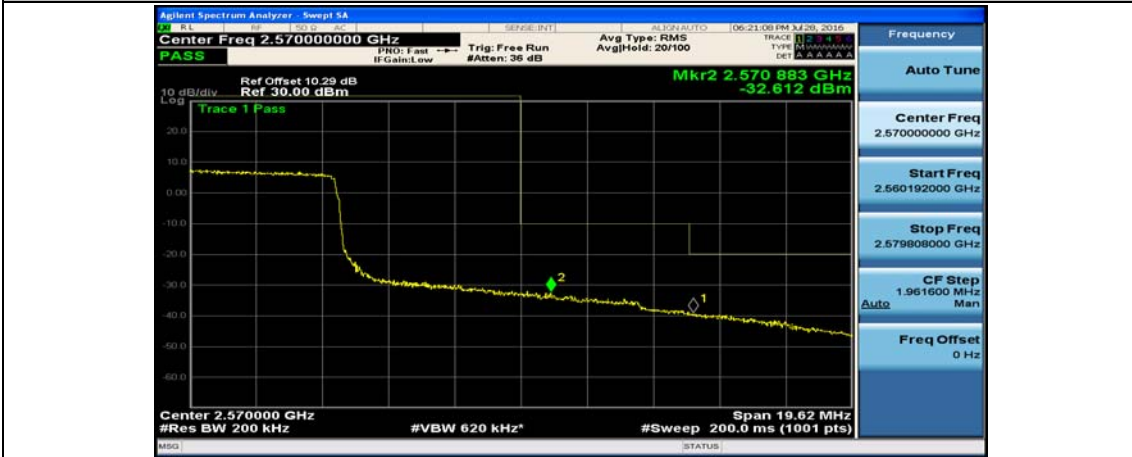 Agilent Spectrum Analyzer - Swept SA
RL RF 50 Ω AC SENSE:INT ALIGN AUTO 06:21:08 PM Jul 28, 2016
Center Freq 2.570000000 GHz
PASS
PNO: Fast
IFGain:Low
Trig: Free Run
#Atten: 36 dB
Avg Type: RMS
Avg|Hold: 20/100
TRACE 1 2 3 4 5 6
TYPE M
DET A A A A A A
Frequency
Ref Offset 10.29 dB
Ref 30.00 dBm
10 dB/div
Log
Mkr2 2.570 883 GHz
-32.612 dBm
Trace 1 Pass
20.0
10.0
0.00
-10.0
-20.0
-30.0
-40.0
-50.0
-60.0
2
1
Auto Tune
Center Freq
2.570000000 GHz
Start Freq
2.560192000 GHz
Stop Freq
2.579808000 GHz
CF Step
1.961600 MHz
Auto Man
Freq Offset
0 Hz
Center 2.570000 GHz Span 19.62 MHz
#Res BW 200 kHz #VBW 620 kHz* #Sweep 200.0 ms (1001 pts)
MSG STATUS